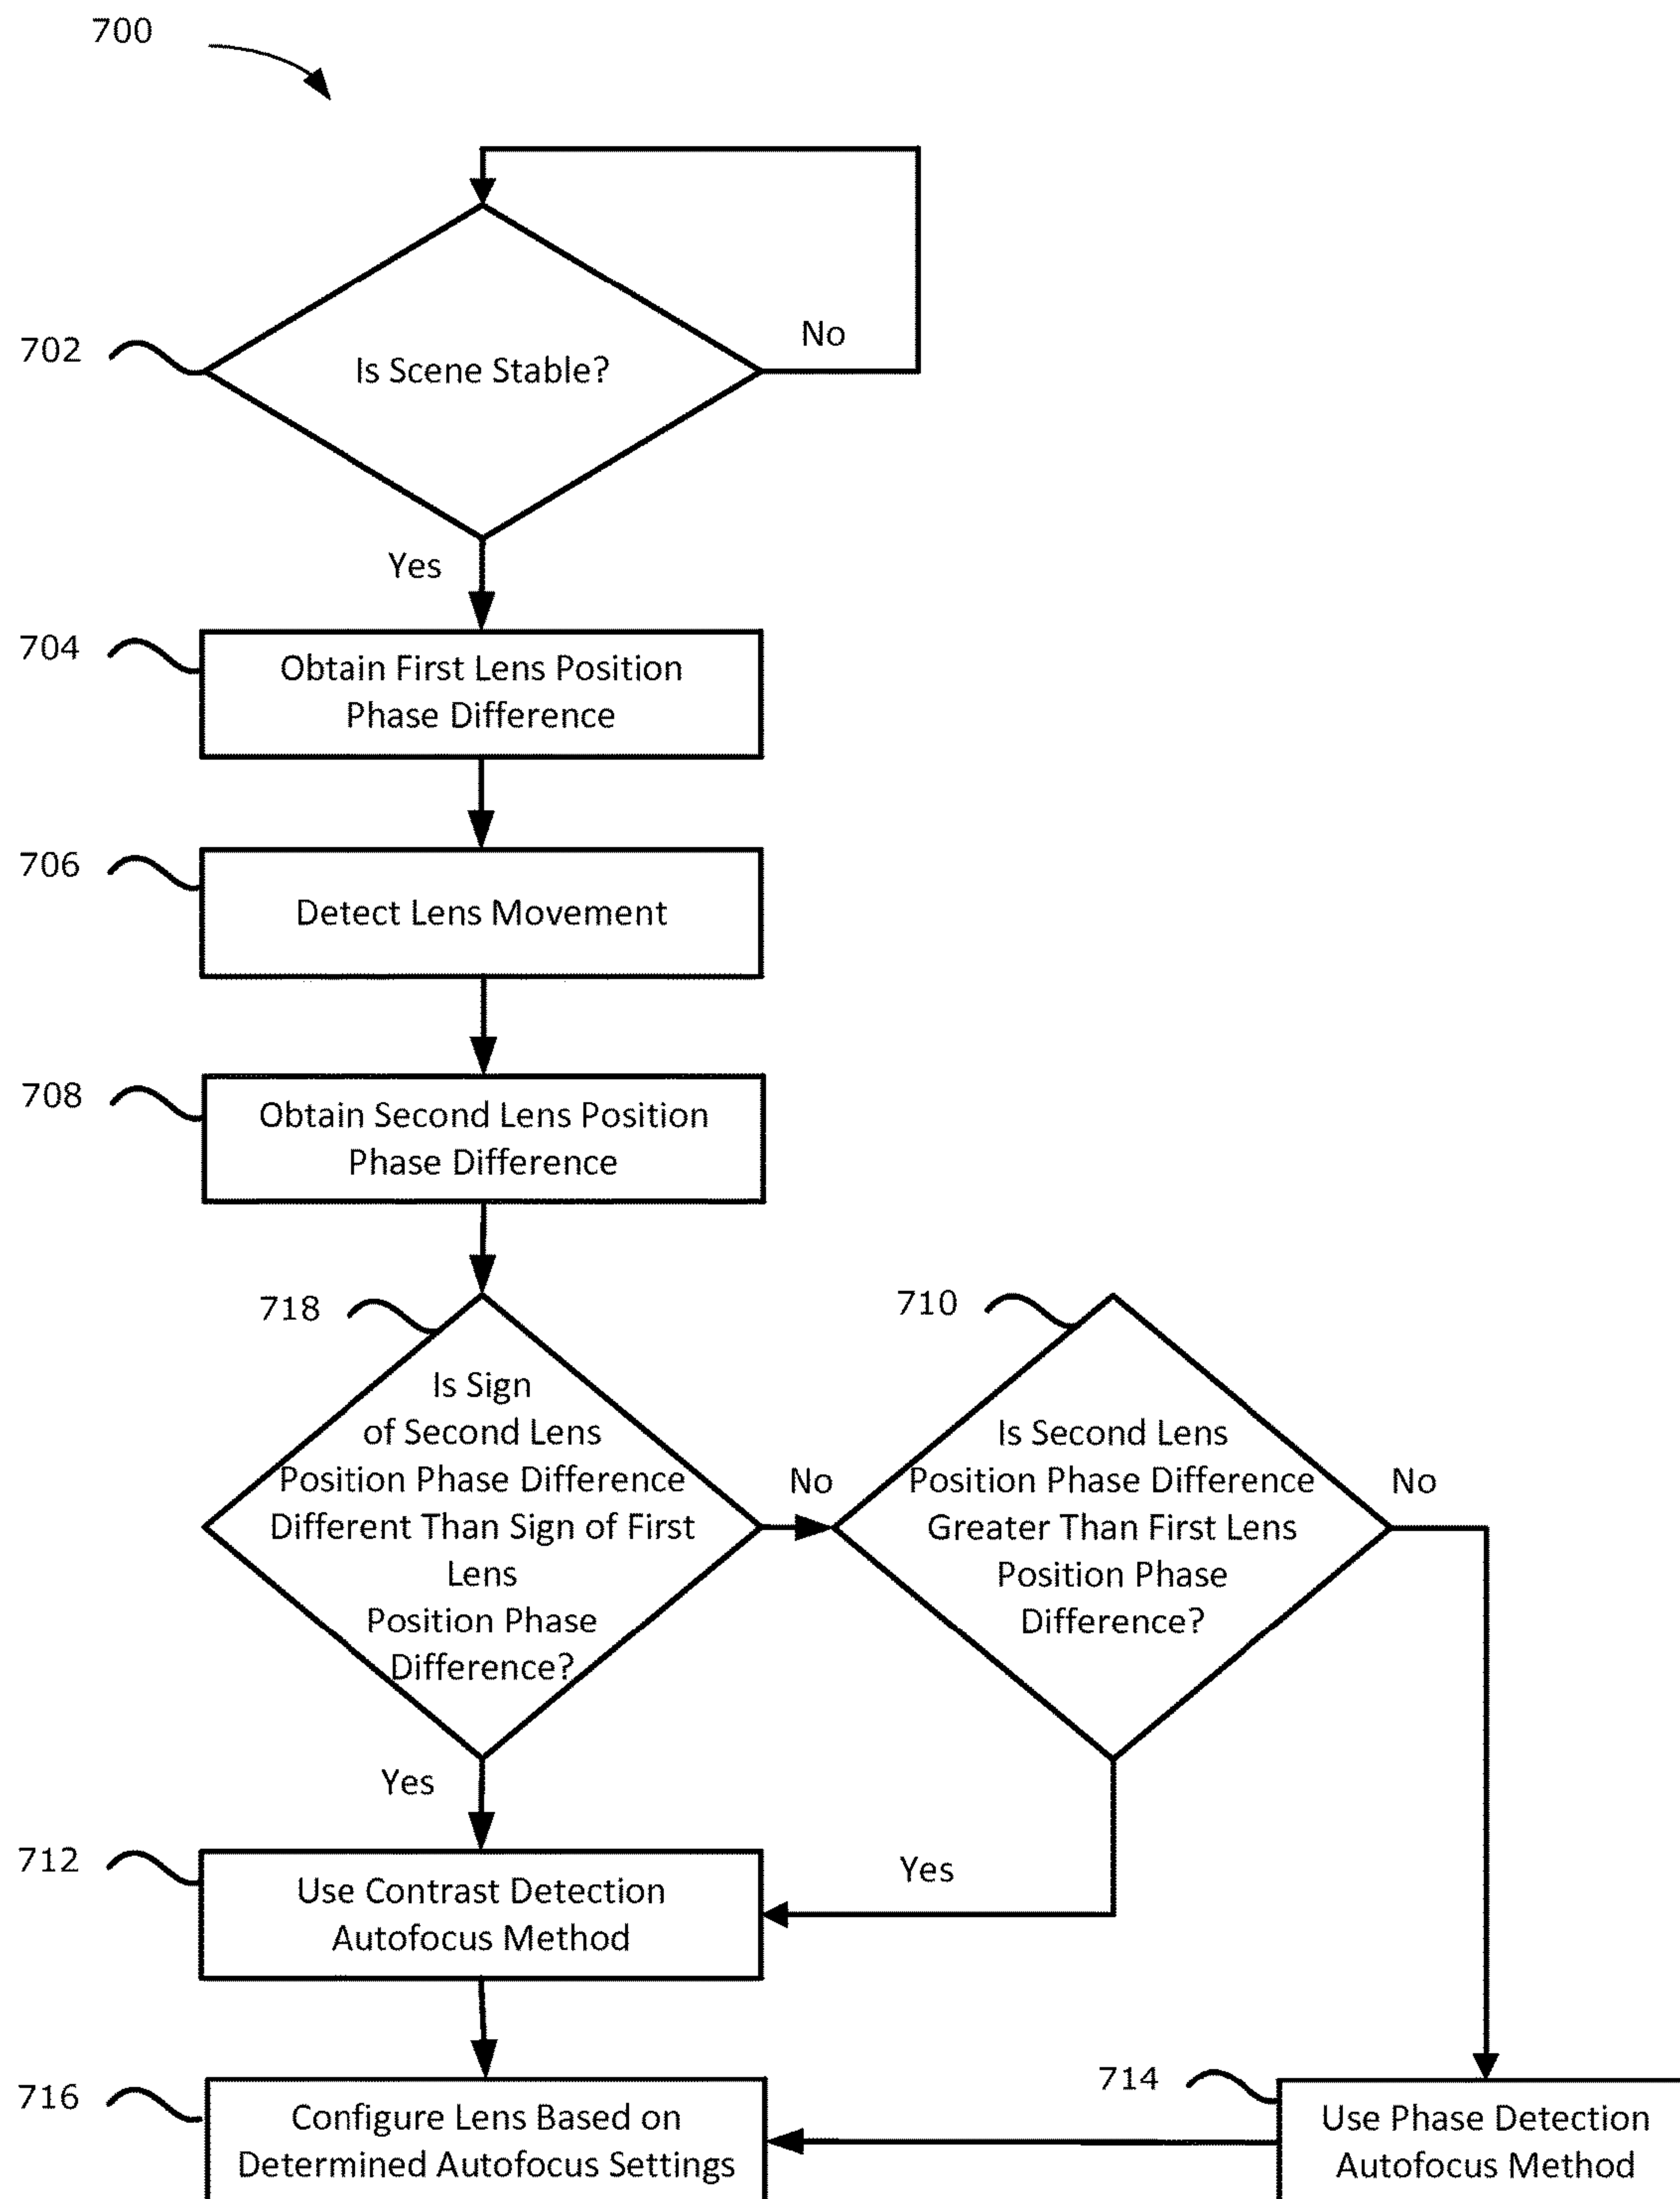 700
702
Is Scene Stable?
No
Yes
704
Obtain First Lens Position
Phase Difference
706
Detect Lens Movement
708
Obtain Second Lens Position
Phase Difference
718
Is Sign
of Second Lens
Position Phase Difference
Different Than Sign of First
Lens
Position Phase
Difference?
No
710
Is Second Lens
Position Phase Difference
Greater Than First Lens
Position Phase
Difference?
No
Yes
Yes
712
Use Contrast Detection
Autofocus Method
716
Configure Lens Based on
Determined Autofocus Settings
714
Use Phase Detection
Autofocus Method